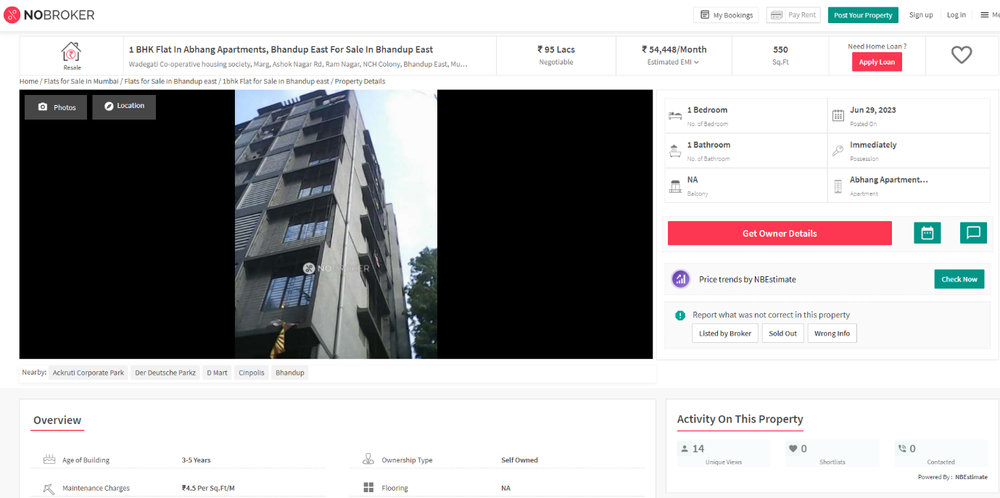 NOBROKER
My Bookings
Pay Rent
Post Your Property
Sign up
Log in
Me
Resale
1 BHK Flat In Abhang Apartments, Bhandup East For Sale In Bhandup East
Wadegati Co-operative housing society, Marg, Ashok Nagar Rd, Ram Nagar, NCH Colony, Bhandup East, Mu...
₹ 95 Lacs
Negotiable
₹ 54,448/Month
Estimated EMI
550
Sq.Ft
Need Home Loan ?
Apply Loan
Home / Flats for Sale in Mumbai / Flats for Sale in Bhandup east / 1bhk Flat for Sale in Bhandup east / Property Details
Photos
Location
NOBROKER
1 Bedroom
No. of Bedroom
Jun 29, 2023
Posted On
1 Bathroom
No. of Bathroom
Immediately
Possession
NA
Balcony
Abhang Apartment...
Apartment
Get Owner Details
Price trends by NBEstimate
Check Now
Report what was not correct in this property
Listed by Broker
Sold Out
Wrong Info
Nearby: Ackruti Corporate Park Der Deutsche Parkz D Mart Cinpolis Bhandup
Overview
Age of Building 3-5 Years
Ownership Type Self Owned
Maintenance Charges ₹4.5 Per Sq.Ft/M
Flooring NA
Activity On This Property
14
Unique Views
0
Shortlists
0
Contacted
Powered By : NBEstimate